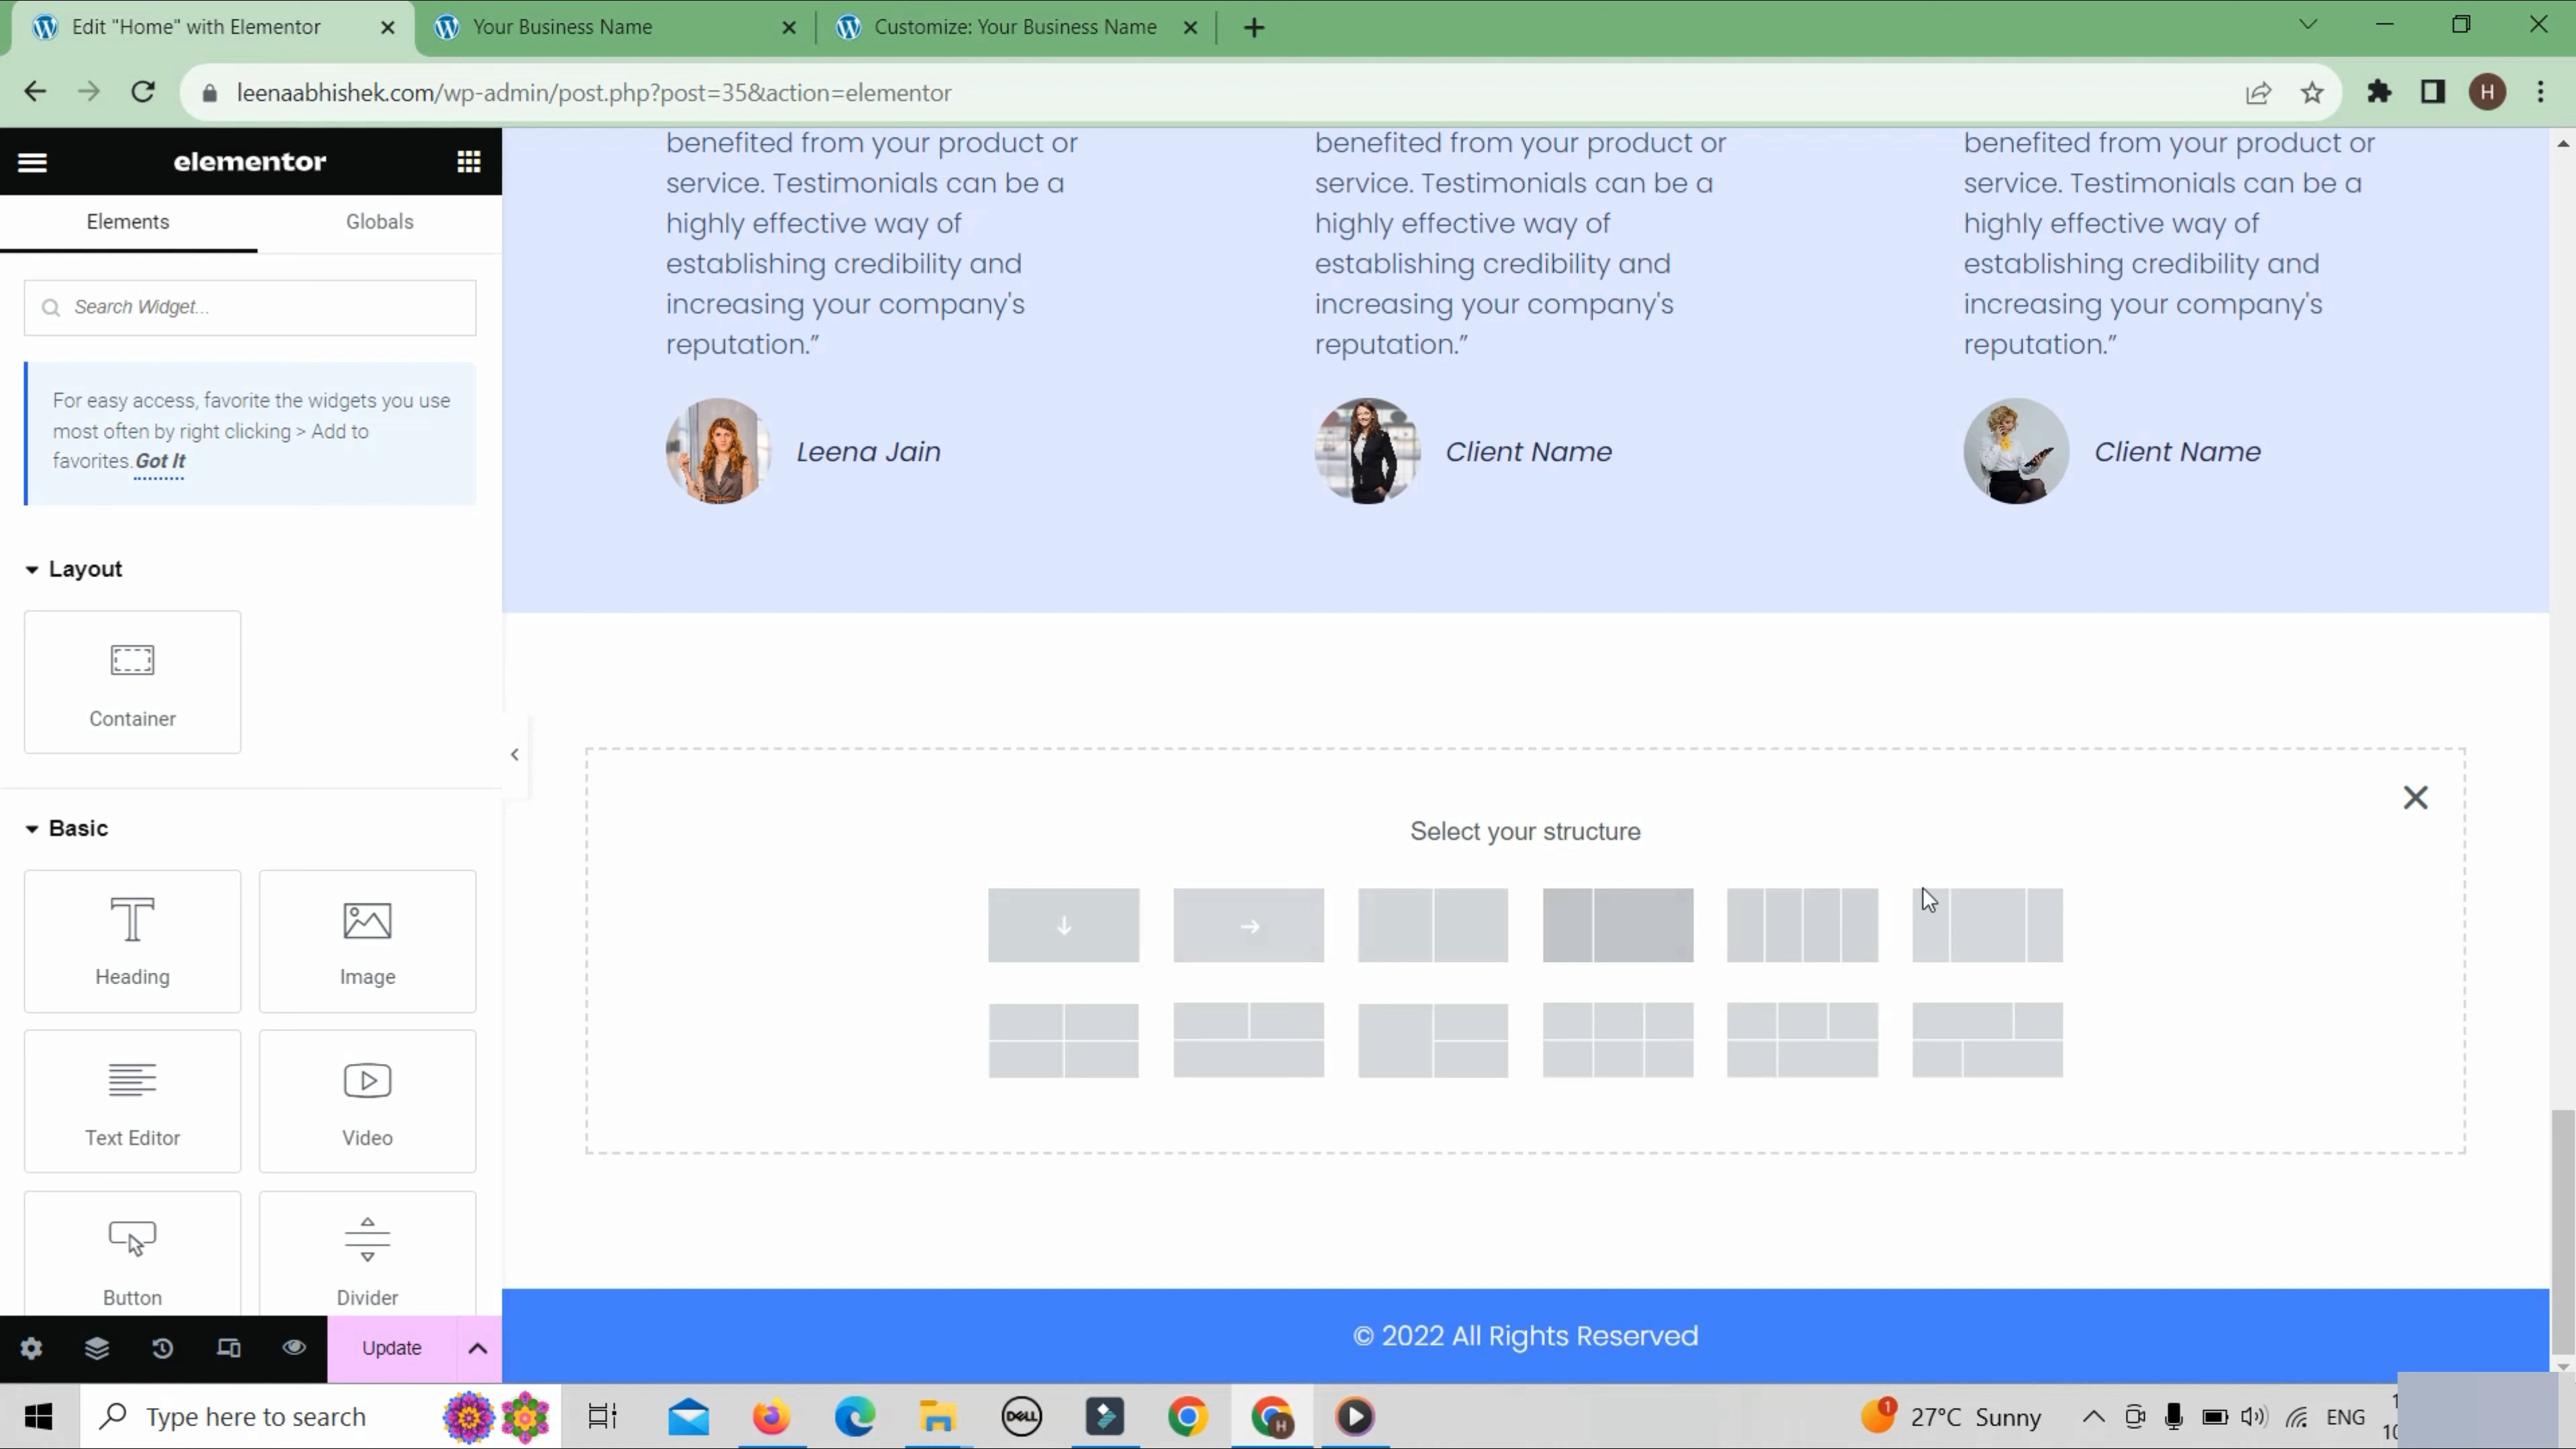 Edit "Home" with Elementor
Your Business Name
Customize: Your Business Name
leenaabhishek.com/wp-admin/post.php?post=35&action=elementor
H
elementor
Elements
Globals
Search Widget...
For easy access, favorite the widgets you use
most often by right clicking > Add to
favorites. Got It
Layout
Container
Basic
Heading
Image
Text Editor
Video
Button
Divider
Update
benefited from your product or
service. Testimonials can be a
highly effective way of
establishing credibility and
increasing your company's
reputation.”
Leena Jain
benefited from your product or
service. Testimonials can be a
highly effective way of
establishing credibility and
increasing your company's
reputation.”
Client Name
benefited from your product or
service. Testimonials can be a
highly effective way of
establishing credibility and
increasing your company's
reputation.”
Client Name
Select your structure
© 2022 All Rights Reserved
Type here to search
DELL
H
1
27°C Sunny
ENG